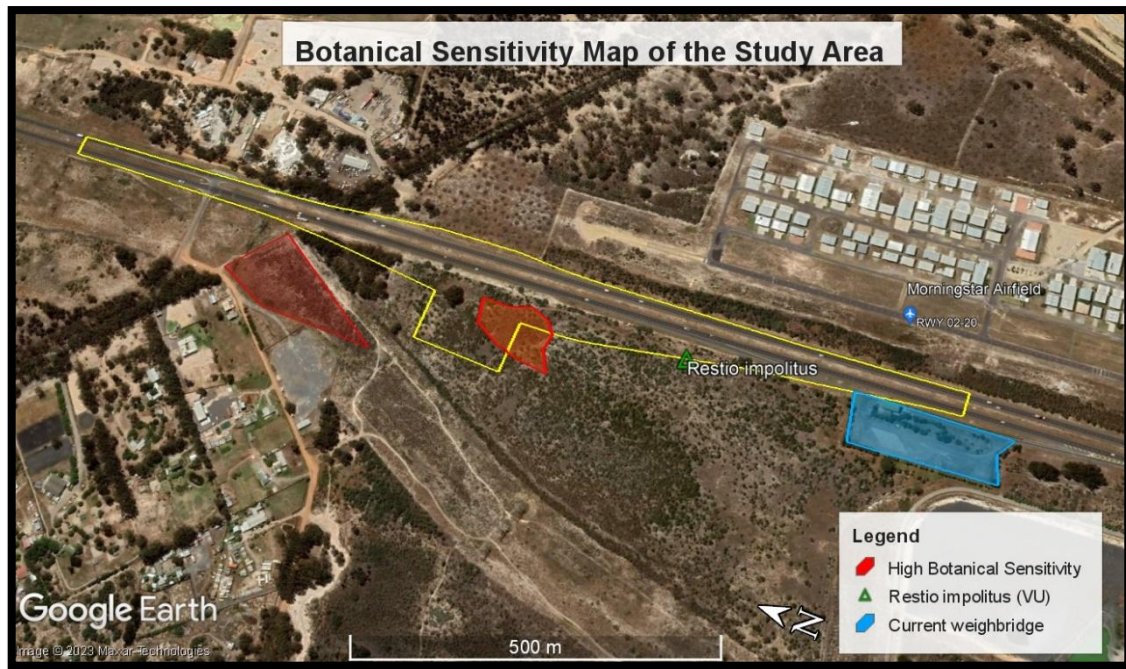 Botanical Sensitivity Map of the Study Area
Morningstar Airfield
RWY 02-20
Restio impolitus
Legend
High Botanical Sensitivity
Restio impolitus (VU)
Current weighbridge
Google Earth
Image © 2023 Maxar Technologies
500 m
N